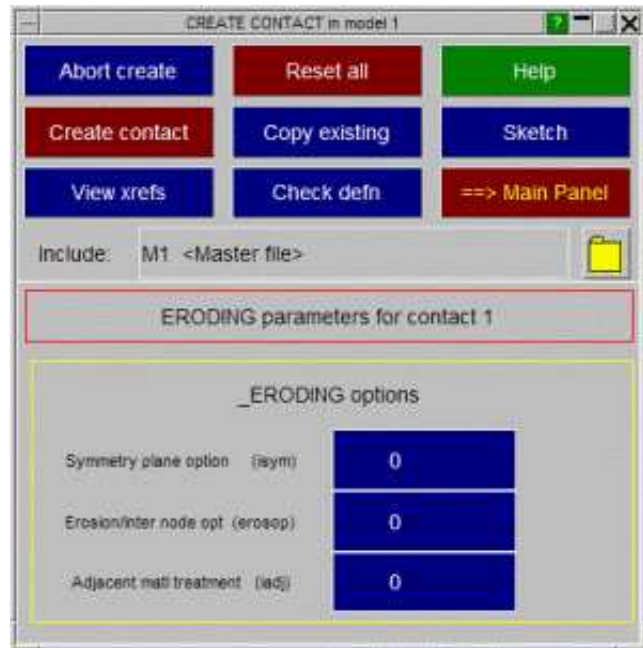 CREATE CONTACT in model 1 ?
Abort create Reset all Help
Create contact Copy existing Sketch
View xrefs Check defn ==> Main Panel
Include: M1 <Master file>
ERODING parameters for contact 1
_ERODING options
Symmetry plane option (isym) 0
Erosion/Inter node opt (erosop) 0
Adjacent matl treatment (iadj) 0